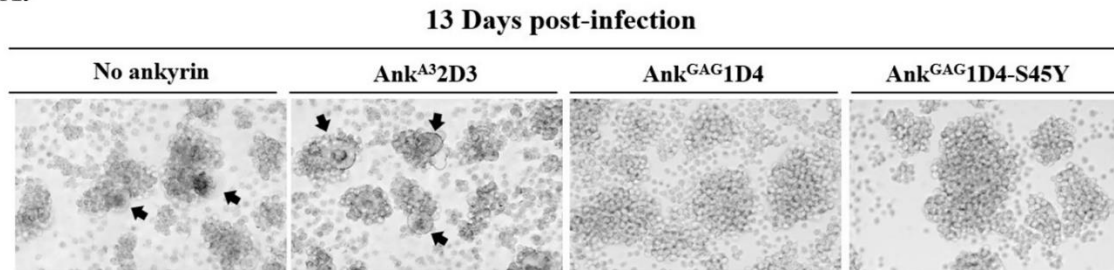 13 Days post-infection
No ankyrin Ank^A3 2D3 Ank^GAG 1D4 Ank^GAG 1D4-S45Y